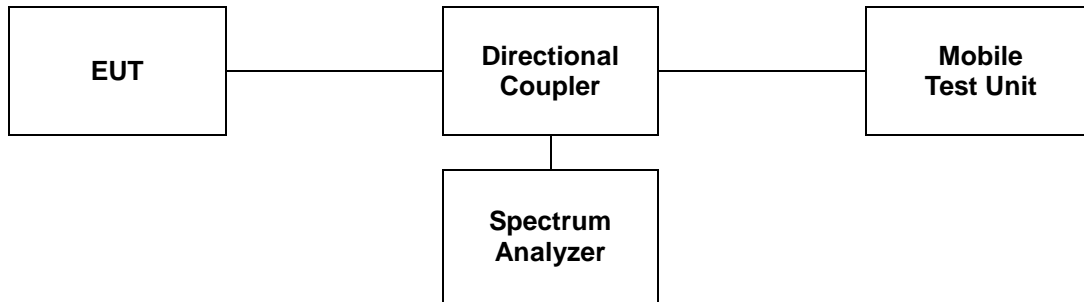 EUT
Directional
Coupler
Mobile
Test Unit
Spectrum
Analyzer